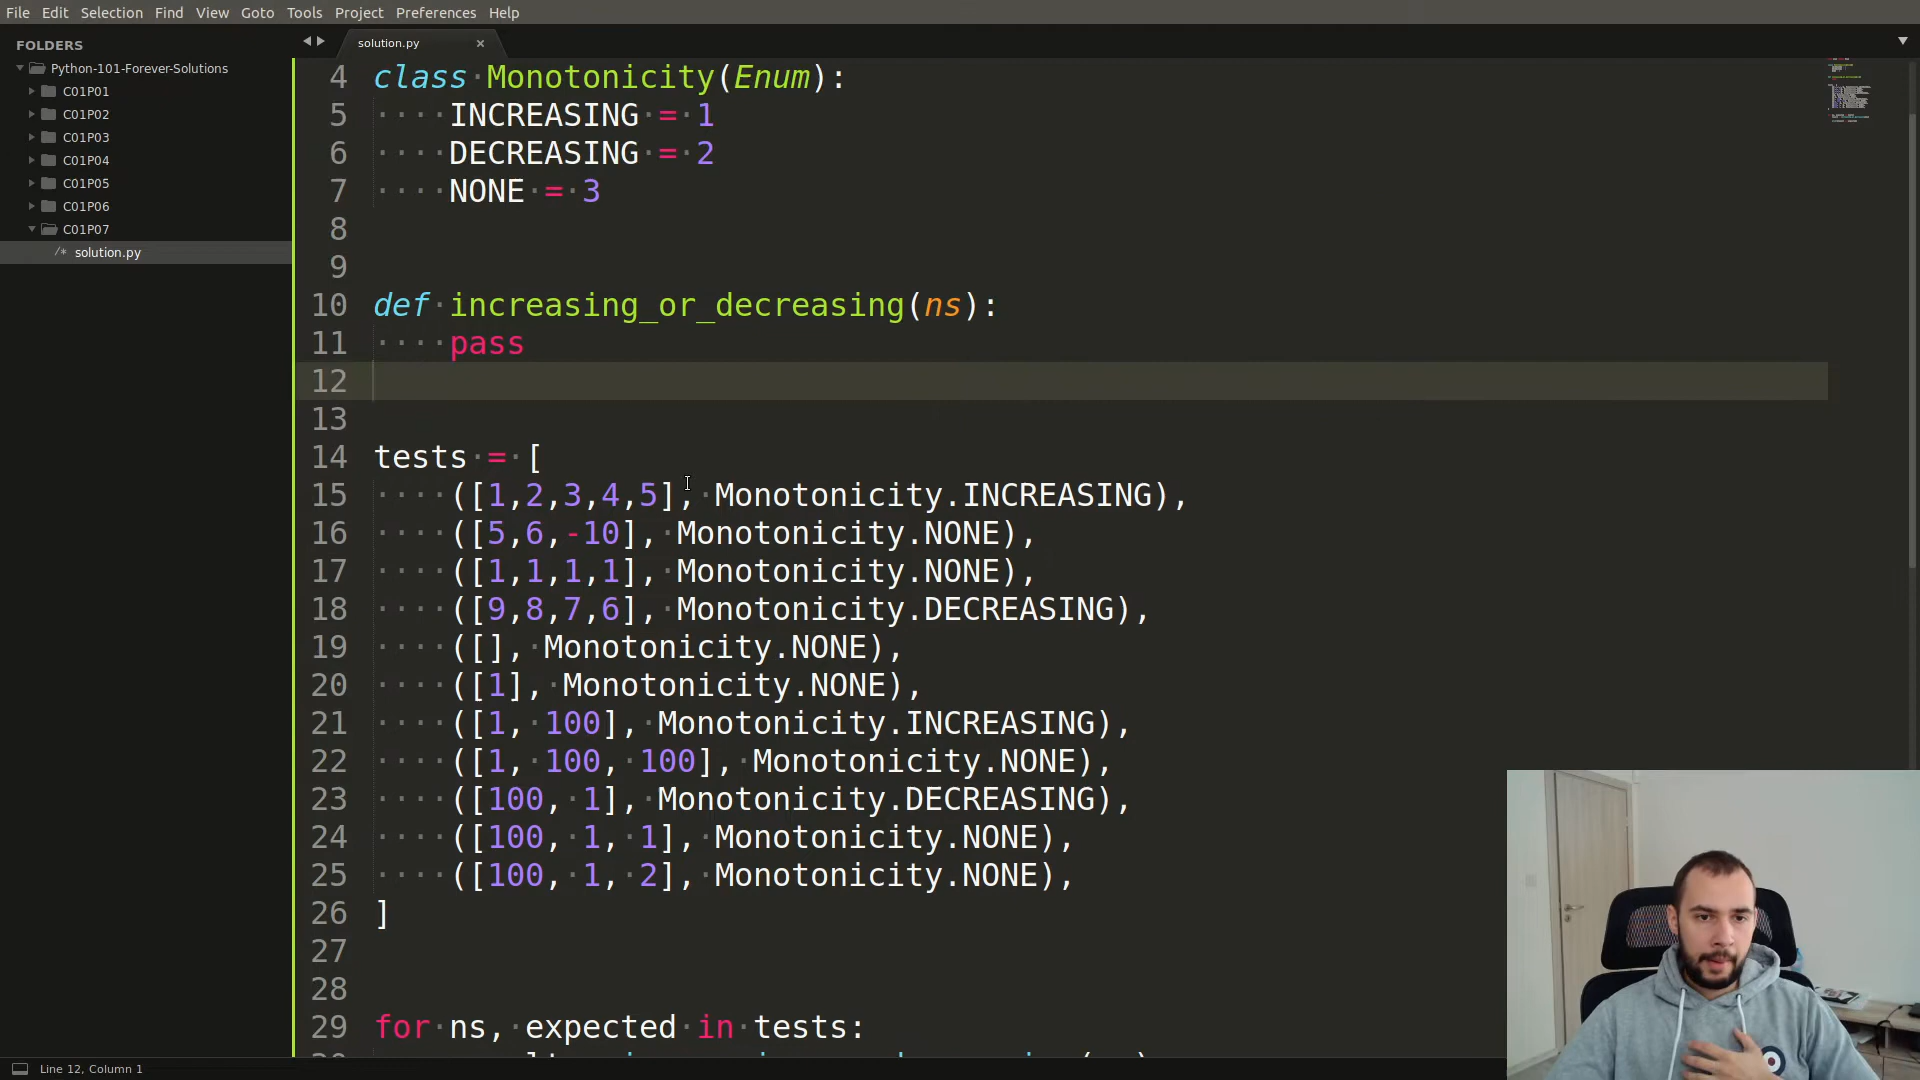 File Edit Selection Find View Goto Tools Project Preferences Help
FOLDERS
Python-101-Forever-Solutions
C01P01
C01P02
C01P03
C01P04
C01P05
C01P06
C01P07
/* solution.py
solution.py ×
4 class Monotonicity(Enum):
5 INCREASING = 1
6 DECREASING = 2
7 NONE = 3
8
9
10 def increasing_or_decreasing(ns):
11 pass
12
13
14 tests = [
15 ([1,2,3,4,5], Monotonicity.INCREASING),
16 ([5,6,-10], Monotonicity.NONE),
17 ([1,1,1,1], Monotonicity.NONE),
18 ([9,8,7,6], Monotonicity.DECREASING),
19 ([], Monotonicity.NONE),
20 ([1], Monotonicity.NONE),
21 ([1, 100], Monotonicity.INCREASING),
22 ([1, 100, 100], Monotonicity.NONE),
23 ([100, 1], Monotonicity.DECREASING),
24 ([100, 1, 1], Monotonicity.NONE),
25 ([100, 1, 2], Monotonicity.NONE),
26 ]
27
28
29 for ns, expected in tests:
Line 12, Column 1